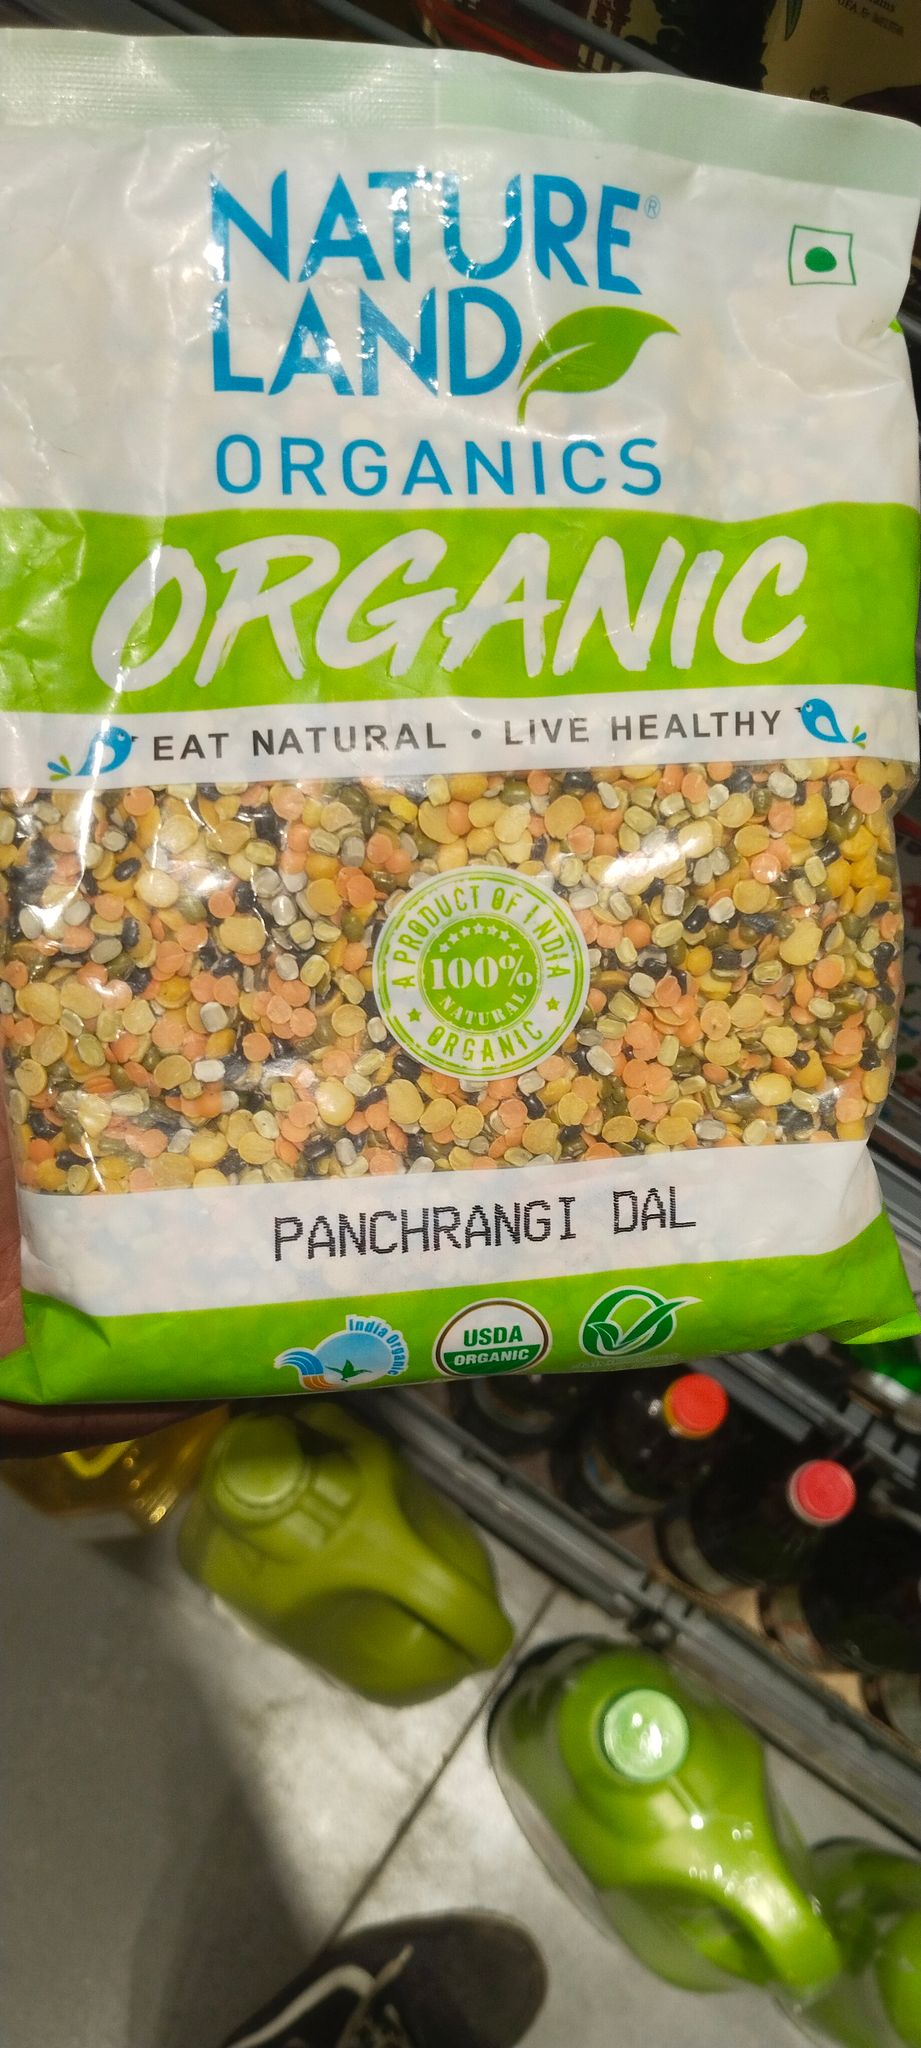 NATURE®
LAND
ORGANICS
ORGANIC
EAT NATURAL • LIVE HEALTHY
A PRODUCT OF INDIA
100%
NATURAL
ORGANIC
PANCHRANGI DAL
India Organic
USDA
ORGANIC